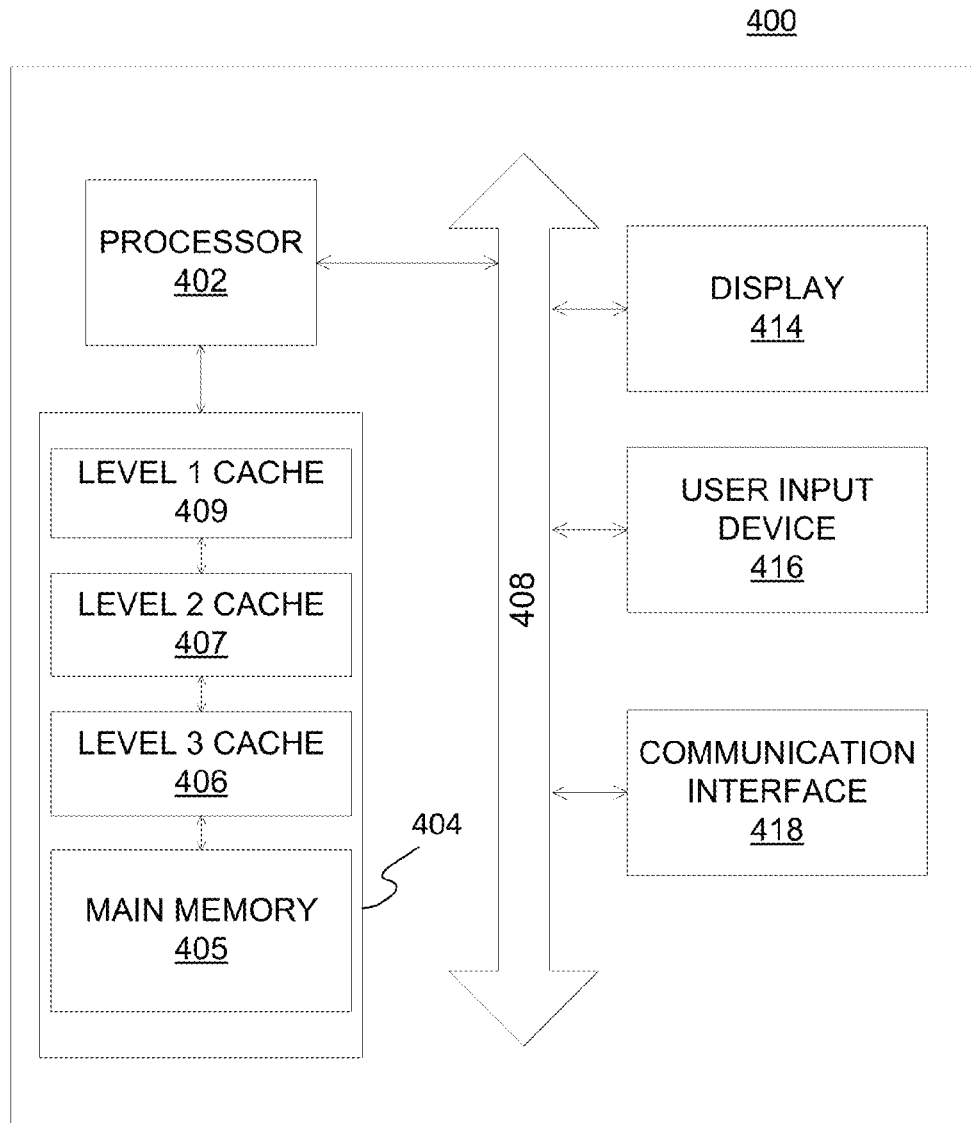 400
PROCESSOR
402
LEVEL 1 CACHE
409
LEVEL 2 CACHE
407
LEVEL 3 CACHE
406
404
MAIN MEMORY
405
408
DISPLAY
414
USER INPUT
DEVICE
416
COMMUNICATION
INTERFACE
418